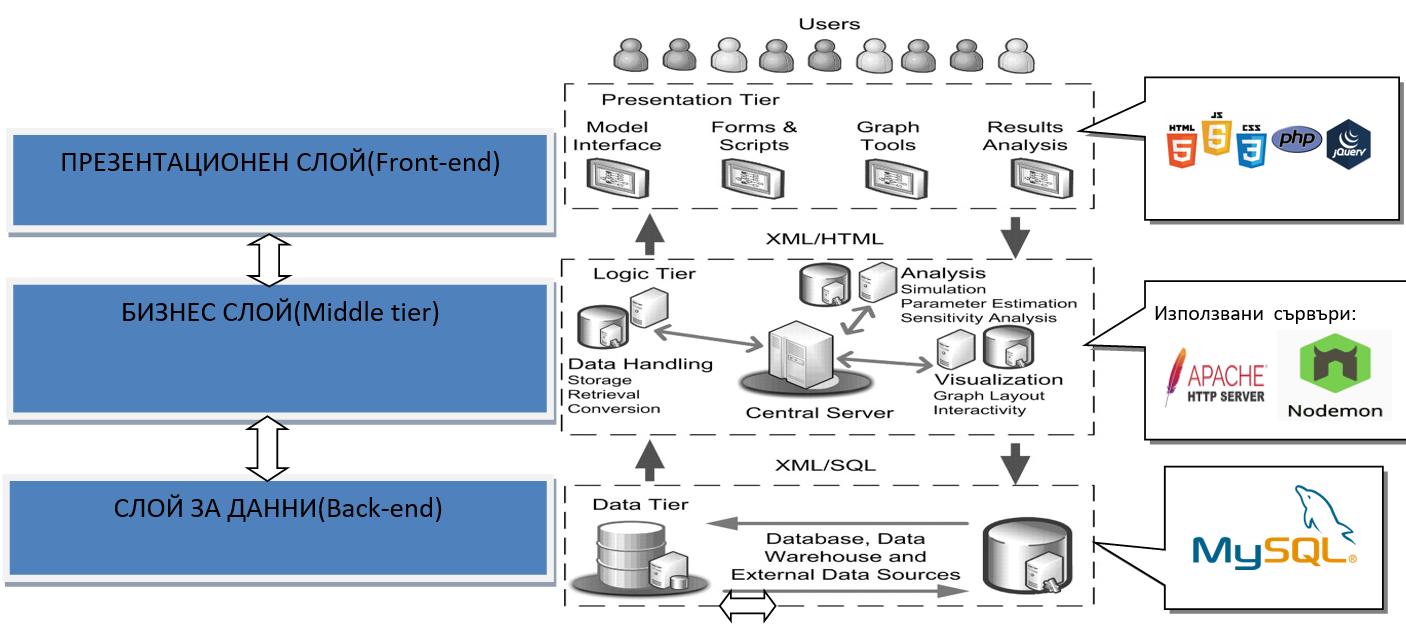 Users
Presentation Tier
Model
Interface
Forms &
Scripts
Graph
Tools
Results
Analysis
HTML
5
JS
5
CSS
3
php
jQuery
ПРЕЗЕНТАЦИОНЕН СЛОЙ(Front-end)
XML/HTML
Logic Tier
Analysis
Simulation
Parameter Estimation
Sensitivity Analysis
Data Handling
Storage
Retrieval
Conversion
Central Server
Visualization
Graph Layout
Interactivity
БИЗНЕС СЛОЙ(Middle tier)
Използвани сървъри:
APACHE
HTTP SERVER
Nodemon
XML/SQL
СЛОЙ ЗА ДАННИ(Back-end)
Data Tier
Database, Data
Warehouse and
External Data Sources
MySQL®